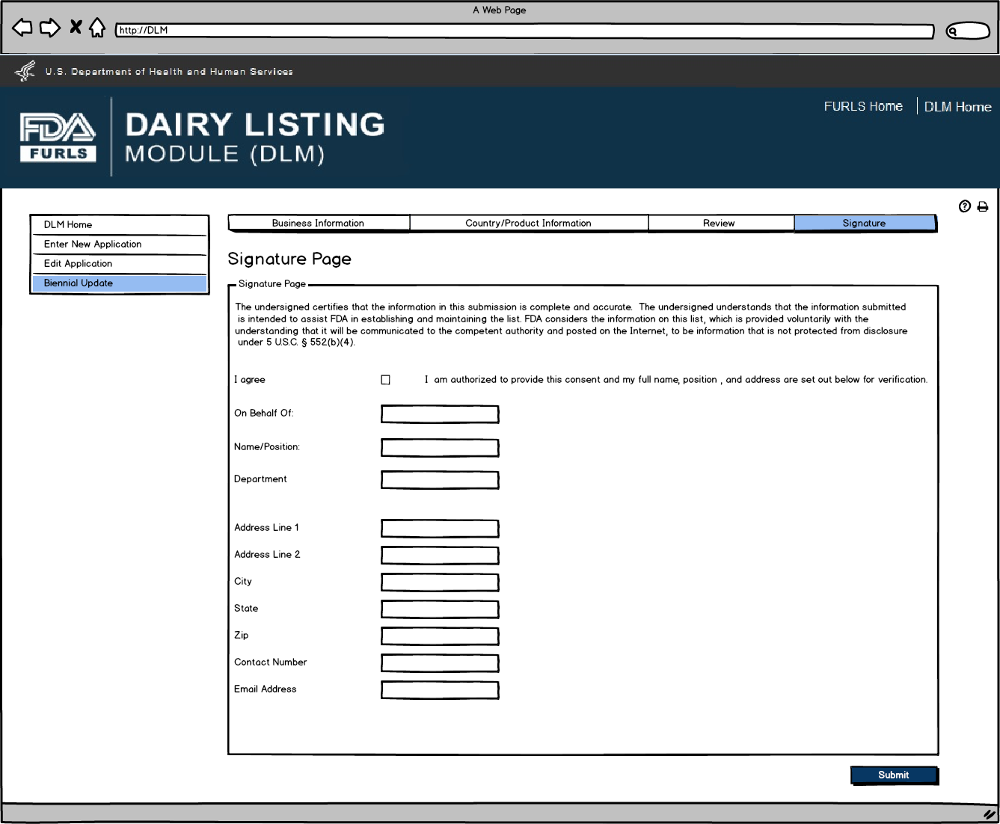 A Web Page
http://DLM
U.S. Department of Health and Human Services
FURLS Home
DLM Home
FDA
FURLS
DAIRY LISTING
MODULE (DLM)
DLM Home
Enter New Application
Edit Application
Biennial Update
Business Information
Country/Product Information
Review
Signature
Signature Page
Signature Page
The undersigned certifies that the information in this submission is complete and accurate. The undersigned understands that the information submitted
is intended to assist FDA in establishing and maintaining the list. FDA considers the information on this list, which is provided voluntarily with the
understanding that it will be communicated to the competent authority and posted on the Internet, to be information that is not protected from disclosure
under 5 U.S.C. § 552(b)(4).
I agree
I am authorized to provide this consent and my full name, position , and address are set out below for verification.
On Behalf Of:
Name/Position:
Department
Address Line 1
Address Line 2
City
State
Zip
Contact Number
Email Address
Submit